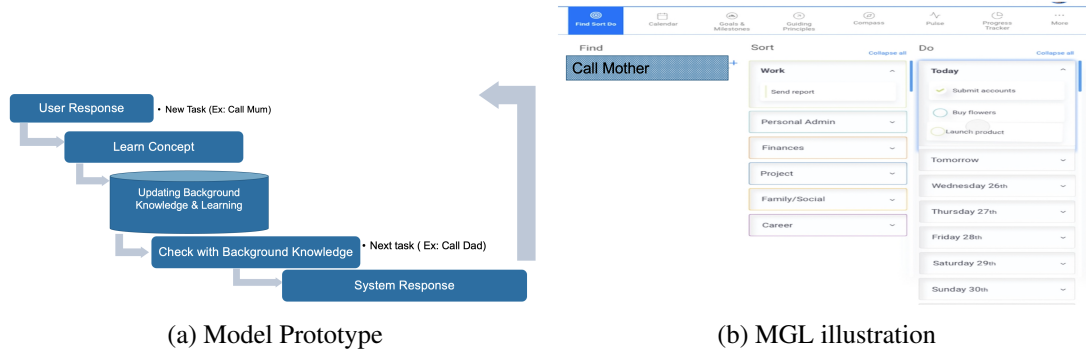 User Response
• New Task (Ex: Call Mum)
Learn Concept
Updating Background
Knowledge & Learning
Check with Background Knowledge
• Next task ( Ex: Call Dad)
System Response
(a) Model Prototype
Find Sort Do
Calendar
Goals &
Milestones
Guiding
Principles
Compass
Pulse
Progress
Tracker
More
Find
Call Mother
+
Sort
Collapse all
Work
Send report
Personal Admin
Finances
Project
Family/Social
Career
Do
Collapse all
Today
Submit accounts
Buy flowers
Launch product
Tomorrow
Wednesday 26th
Thursday 27th
Friday 28th
Saturday 29th
Sunday 30th
(b) MGL illustration